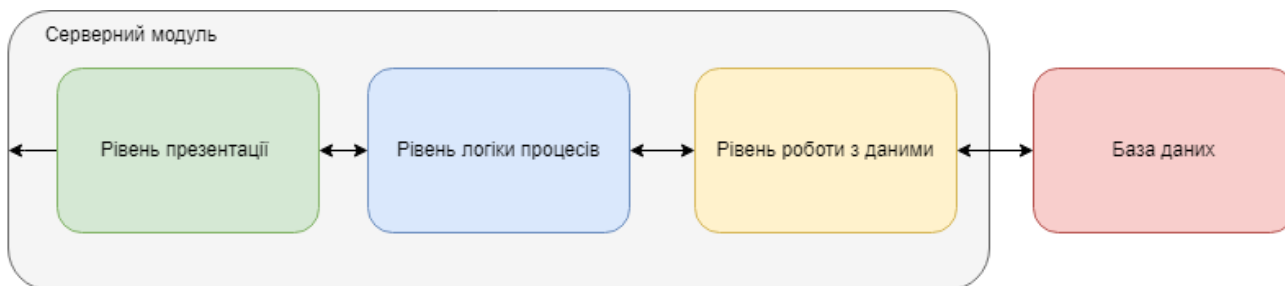 Серверний модуль
Рівень презентації
Рівень логіки процесів
Рівень роботи з даними
База даних